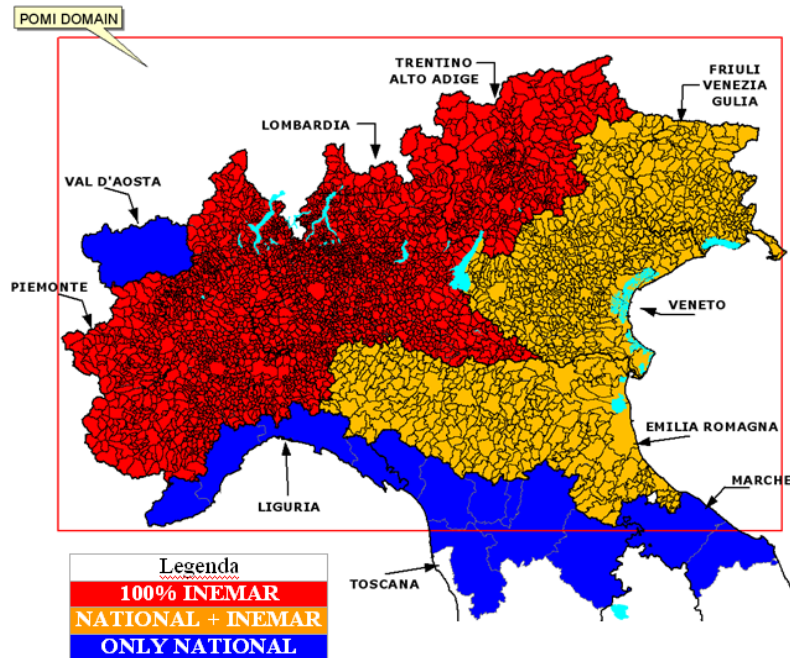 POMI DOMAIN
TRENTINO
ALTO ADIGE
FRIULI
VENEZIA
GULIA
LOMBARDIA
VAL D'AOSTA
PIEMONTE
VENETO
EMILIA ROMAGNA
MARCHE
LIGURIA
TOSCANA
Legenda
100% INEMAR
NATIONAL + INEMAR
ONLY NATIONAL